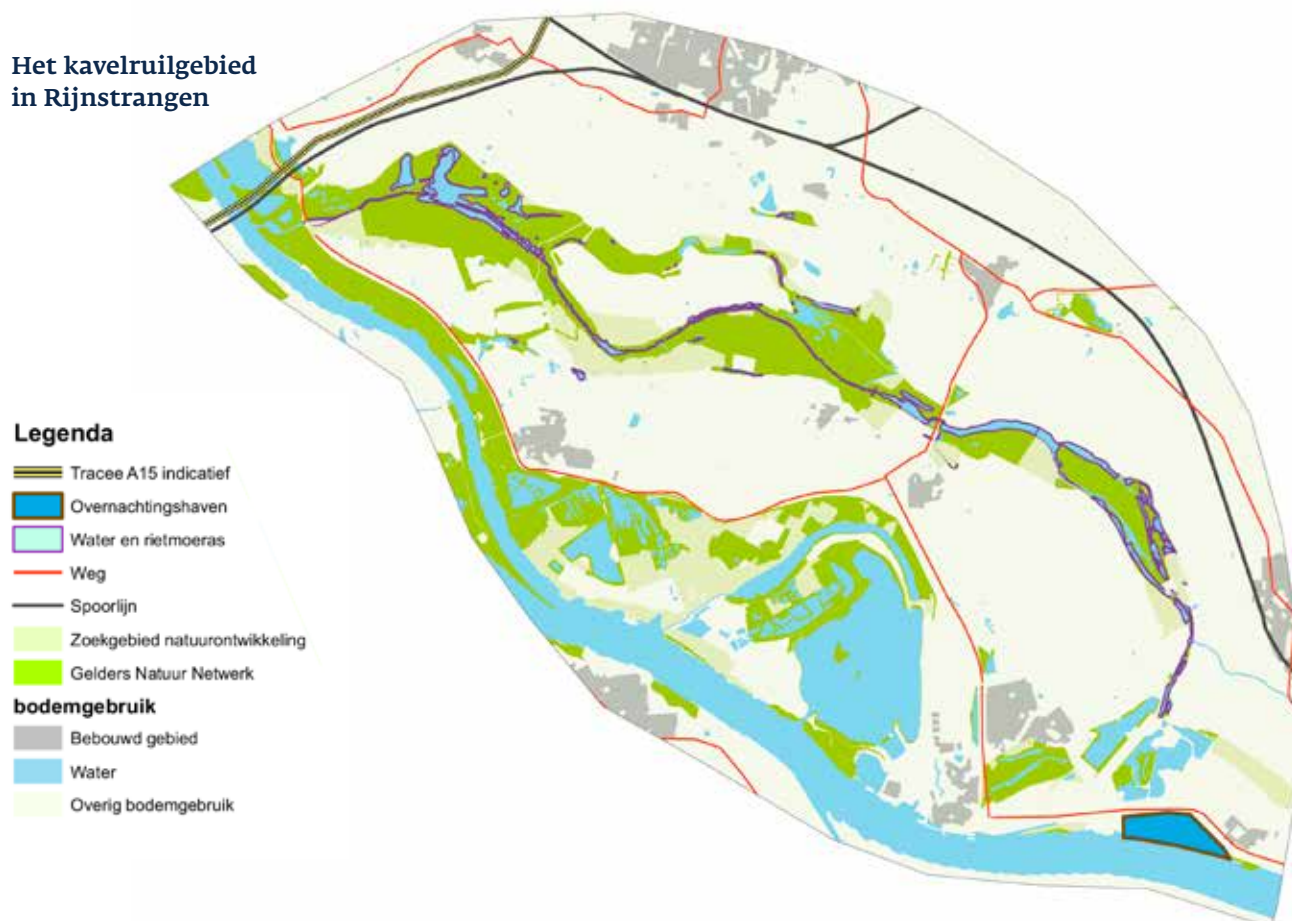 Het kavelruilgebied
in Rijnstrangen
Legenda
Tracee A15 indicatief
Overnachtingshaven
Water en rietmoeras
Weg
Spoorlijn
Zoekgebied natuurontwikkeling
Gelders Natuur Netwerk
bodemgebruik
Bebouwd gebied
Water
Overig bodemgebruik